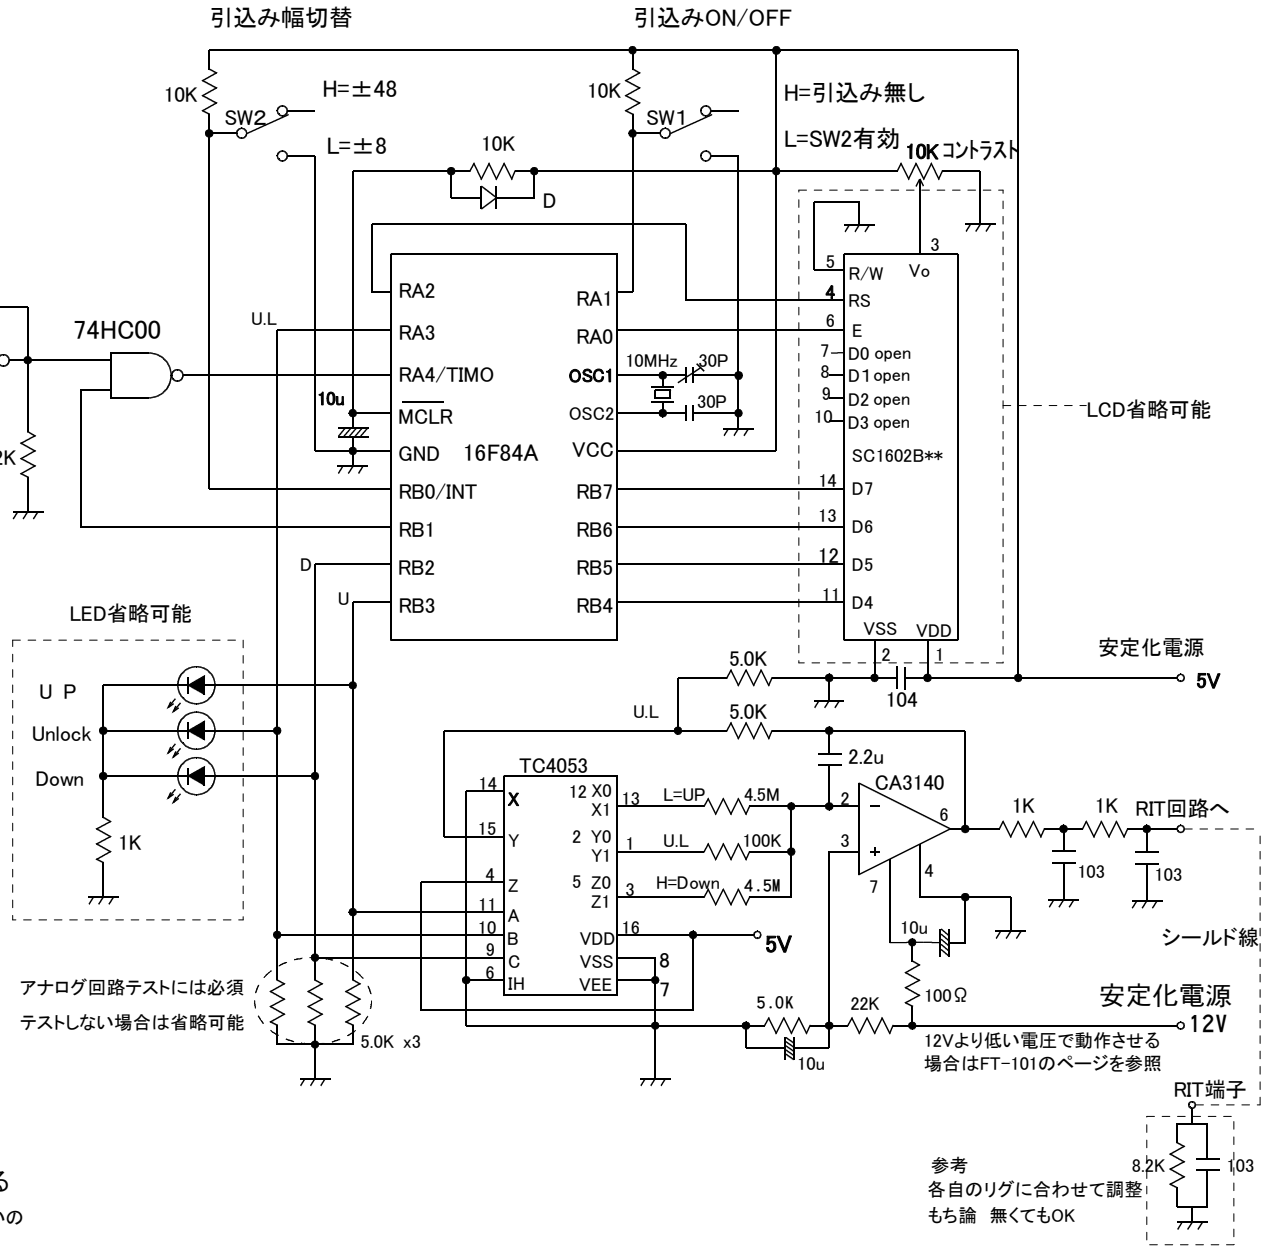 引込み幅切替
引込みON/OFF
10K
SW2
H=±48
L=±8
10K
SW1
H=引込み無し
L=SW2有効
10K コントラスト
10K
D
3
Vo
5
R/W
4
RS
6
E
7
D0 open
8
D1 open
9
D2 open
10
D3 open
SC1602B**
14
D7
13
D6
12
D5
11
D4
VSS
VDD
2
1
LCD省略可能
74HC00
U.L
RA2
RA3
RA4/TIMO
MCLR
GND
RB0/INT
RB1
RB2
RB3
16F84A
RA1
RA0
OSC1
OSC2
VCC
RB7
RB6
RB5
RB4
10u
10MHz
30P
30P
2K
D
U
LED省略可能
U P
Unlock
Down
1K
安定化電源
5V
104
5.0K
U.L
5.0K
2.2u
TC4053
14
X
15
Y
4
Z
11
A
10
B
9
C
6
IH
12 X0
X1
13
2 Y0
Y1
1
5 Z0
Z1
3
VDD
16
VSS
8
VEE
7
L=UP
4.5M
U.L
100K
H=Down
4.5M
5V
CA3140
2
−
3
+
6
7
4
1K
1K
RIT回路へ
103
103
10u
100Ω
シールド線
アナログ回路テストには必須
テストしない場合は省略可能
5.0K x3
5.0K
10u
22K
安定化電源
12V
12Vより低い電圧で動作させる
場合はFT-101のページを参照
RIT端子
8.2K
103
参考
各自のリグに合わせて調整
もち論 無くてもOK
る
いの